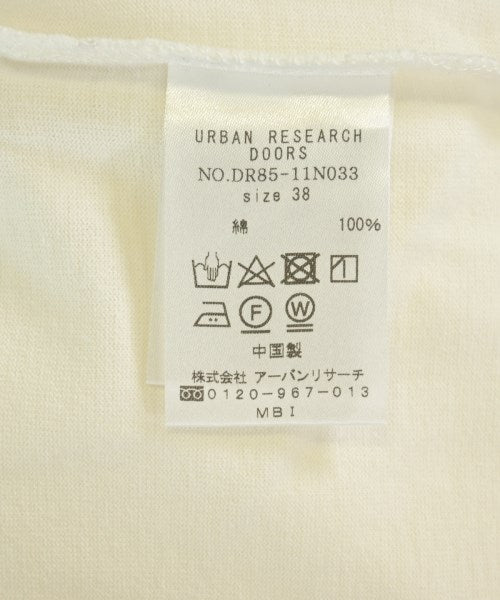 URBAN RESEARCH
DOORS
NO.DR85-11N033
size 38
綿 100%
F W
中国製
株式会社 アーバンリサーチ
0120-967-013
MBI